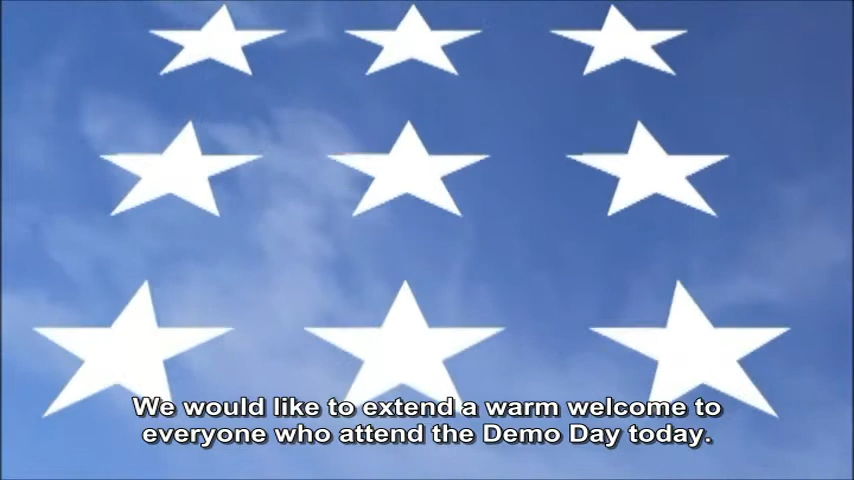 We would like to extend a warm welcome to
everyone who attend the Demo Day today.